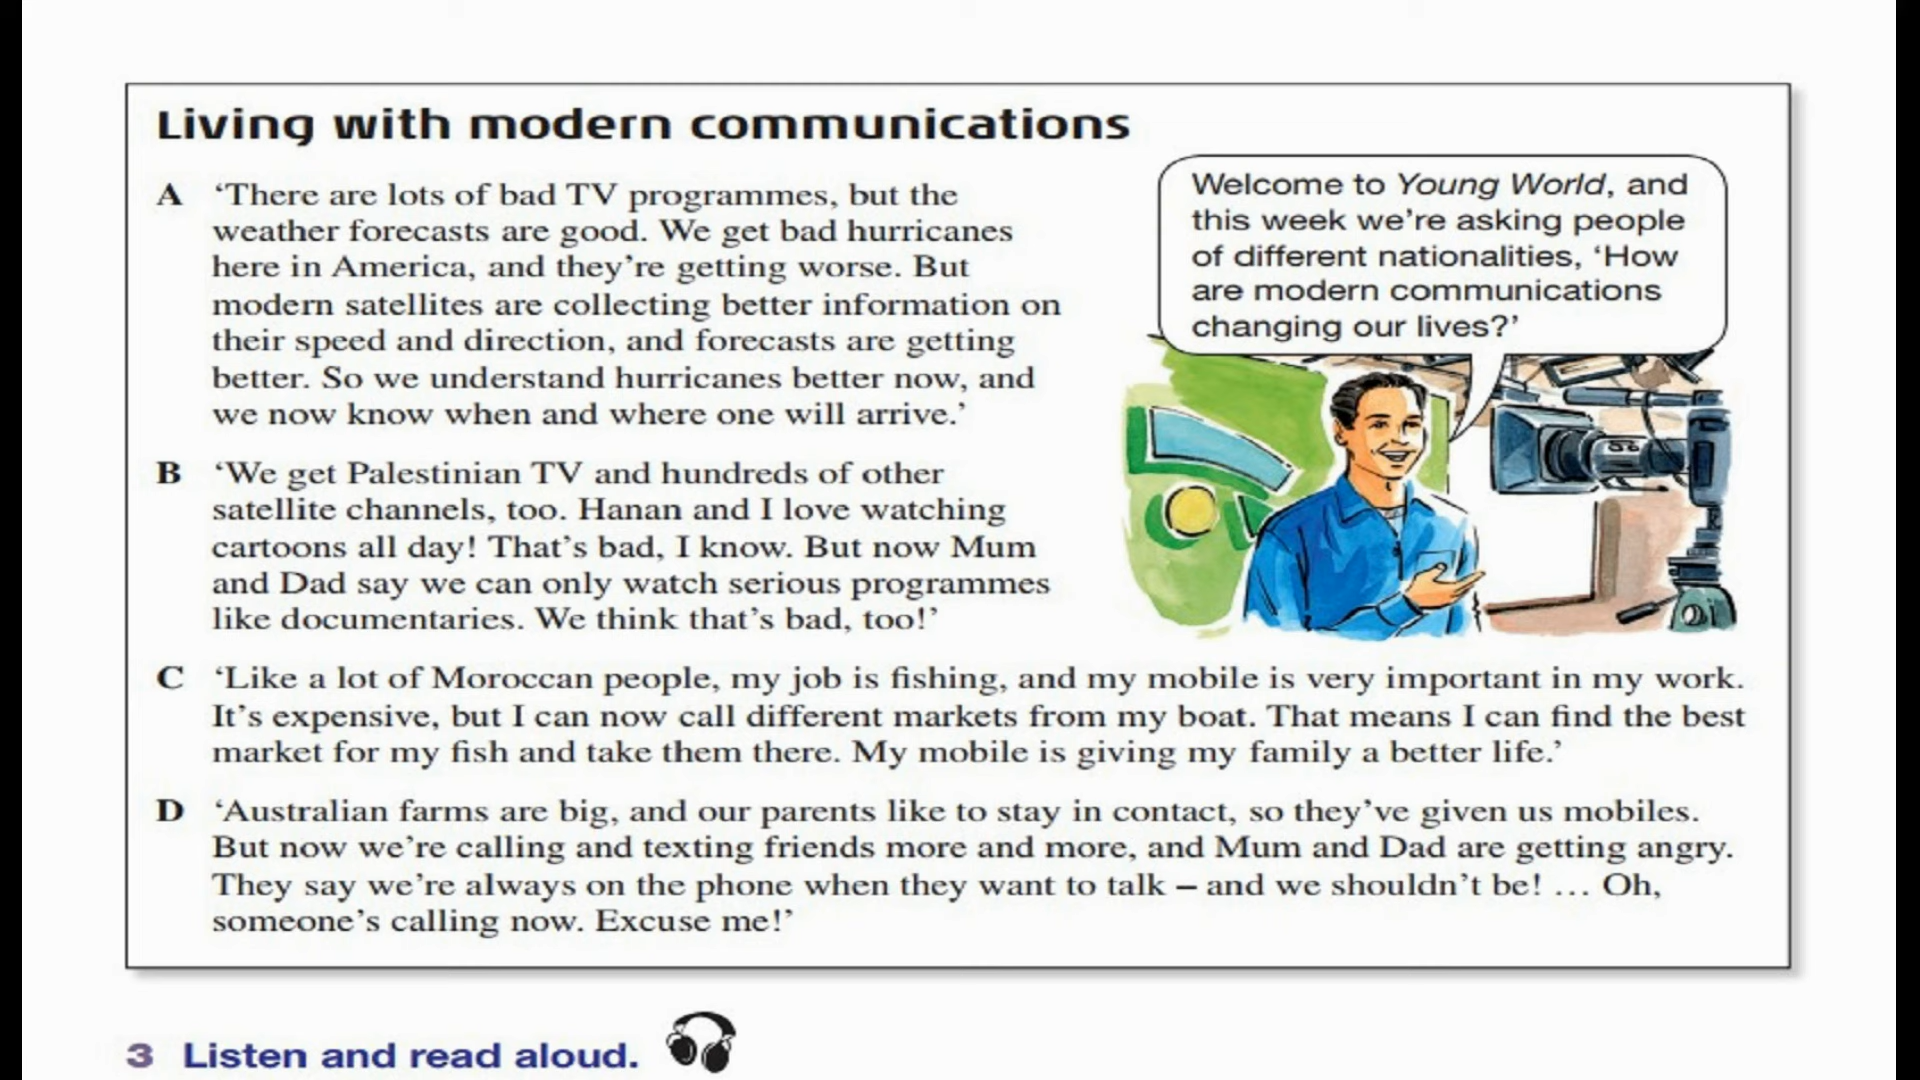 Living with modern communications
Welcome to Young World, and
this week we're asking people
of different nationalities, 'How
are modern communications
changing our lives?'
A 'There are lots of bad TV programmes, but the
weather forecasts are good. We get bad hurricanes
here in America, and they're getting worse. But
modern satellites are collecting better information on
their speed and direction, and forecasts are getting
better. So we understand hurricanes better now, and
we now know when and where one will arrive.'
B 'We get Palestinian TV and hundreds of other
satellite channels, too. Hanan and I love watching
cartoons all day! That's bad, I know. But now Mum
and Dad say we can only watch serious programmes
like documentaries. We think that's bad, too!'
C 'Like a lot of Moroccan people, my job is fishing, and my mobile is very important in my work.
It's expensive, but I can now call different markets from my boat. That means I can find the best
market for my fish and take them there. My mobile is giving my family a better life.'
D 'Australian farms are big, and our parents like to stay in contact, so they've given us mobiles.
But now we're calling and texting friends more and more, and Mum and Dad are getting angry.
They say we're always on the phone when they want to talk – and we shouldn't be! ... Oh,
someone's calling now. Excuse me!'
3 Listen and read aloud.